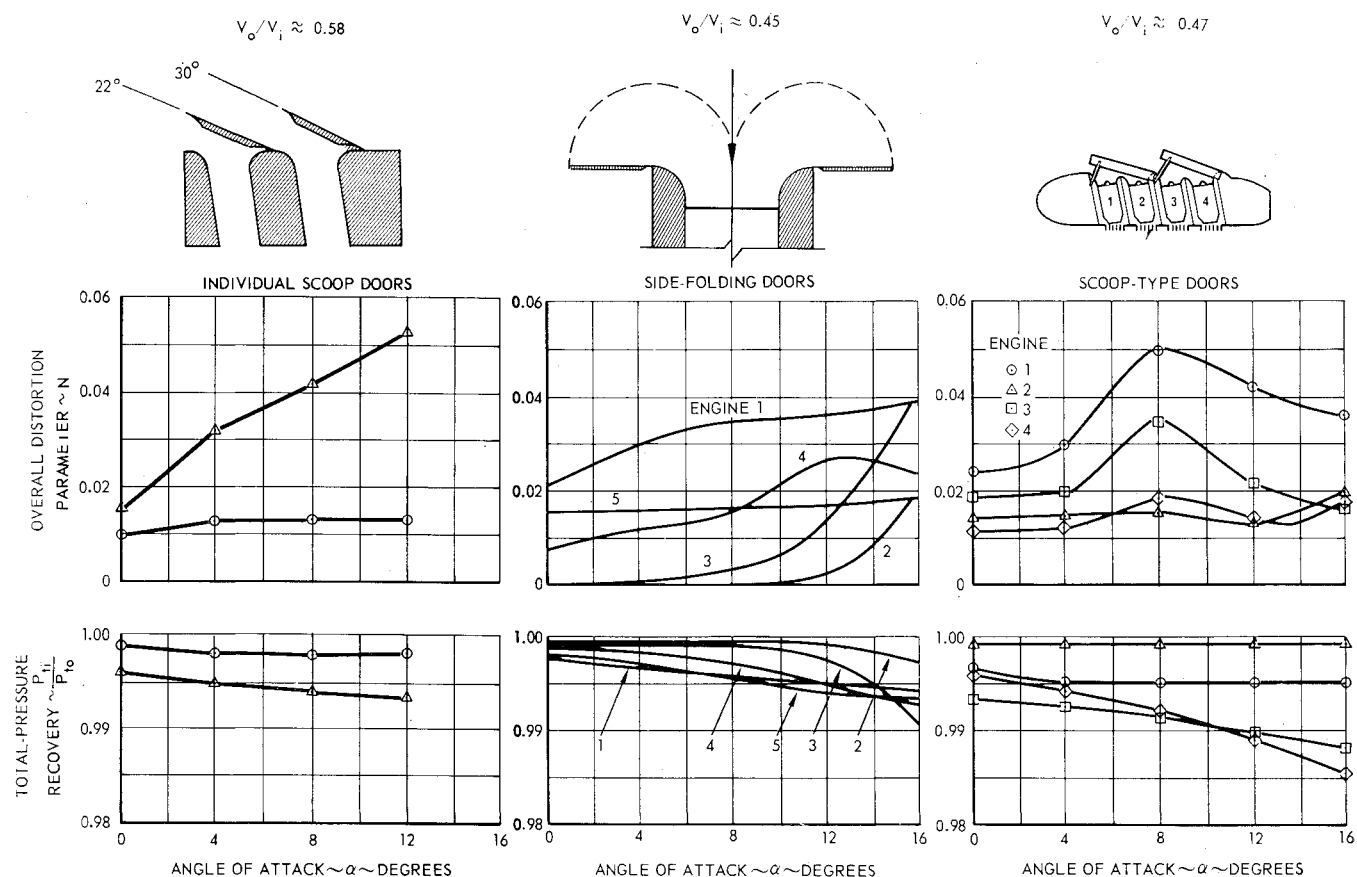 V_o/V_i ≈ 0.58
V_o/V_i ≈ 0.45
V_o/V_i ≈ 0.47
22°
30°
1 2 3 4
INDIVIDUAL SCOOP DOORS
SIDE-FOLDING DOORS
SCOOP-TYPE DOORS
OVERALL DISTORTION
PARAMETER ~ N
0.06
0.04
0.02
0
0.06
0.04
0.02
0
ENGINE 1
4
5
3
2
0.06
0.04
0.02
0
ENGINE
1
2
3
4
TOTAL-PRESSURE
RECOVERY ~ P_ti/P_to
1.00
0.99
0.98
0 4 8 12 16
1.00
0.99
0.98
1 4 5 3 2
0 4 8 12 16
1.00
0.99
0.98
0 4 8 12 16
ANGLE OF ATTACK ~ α ~ DEGREES
ANGLE OF ATTACK ~ α ~ DEGREES
ANGLE OF ATTACK ~ α ~ DEGREES